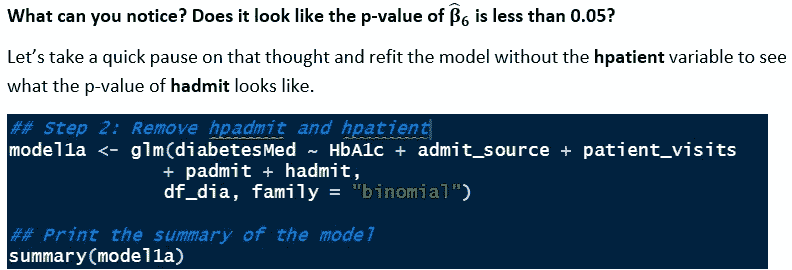 What can you notice? Does it look like the p-value of β̂₆ is less than 0.05?
Let’s take a quick pause on that thought and refit the model without the hpatient variable to see
what the p-value of hadmit looks like.
## Step 2: Remove hpadmit and hpatient
model1a <- glm(diabetesMed ~ HbA1c + admit_source + patient_visits
+ padmit + hadmit,
df_dia, family = "binomial")
## Print the summary of the model
summary(model1a)